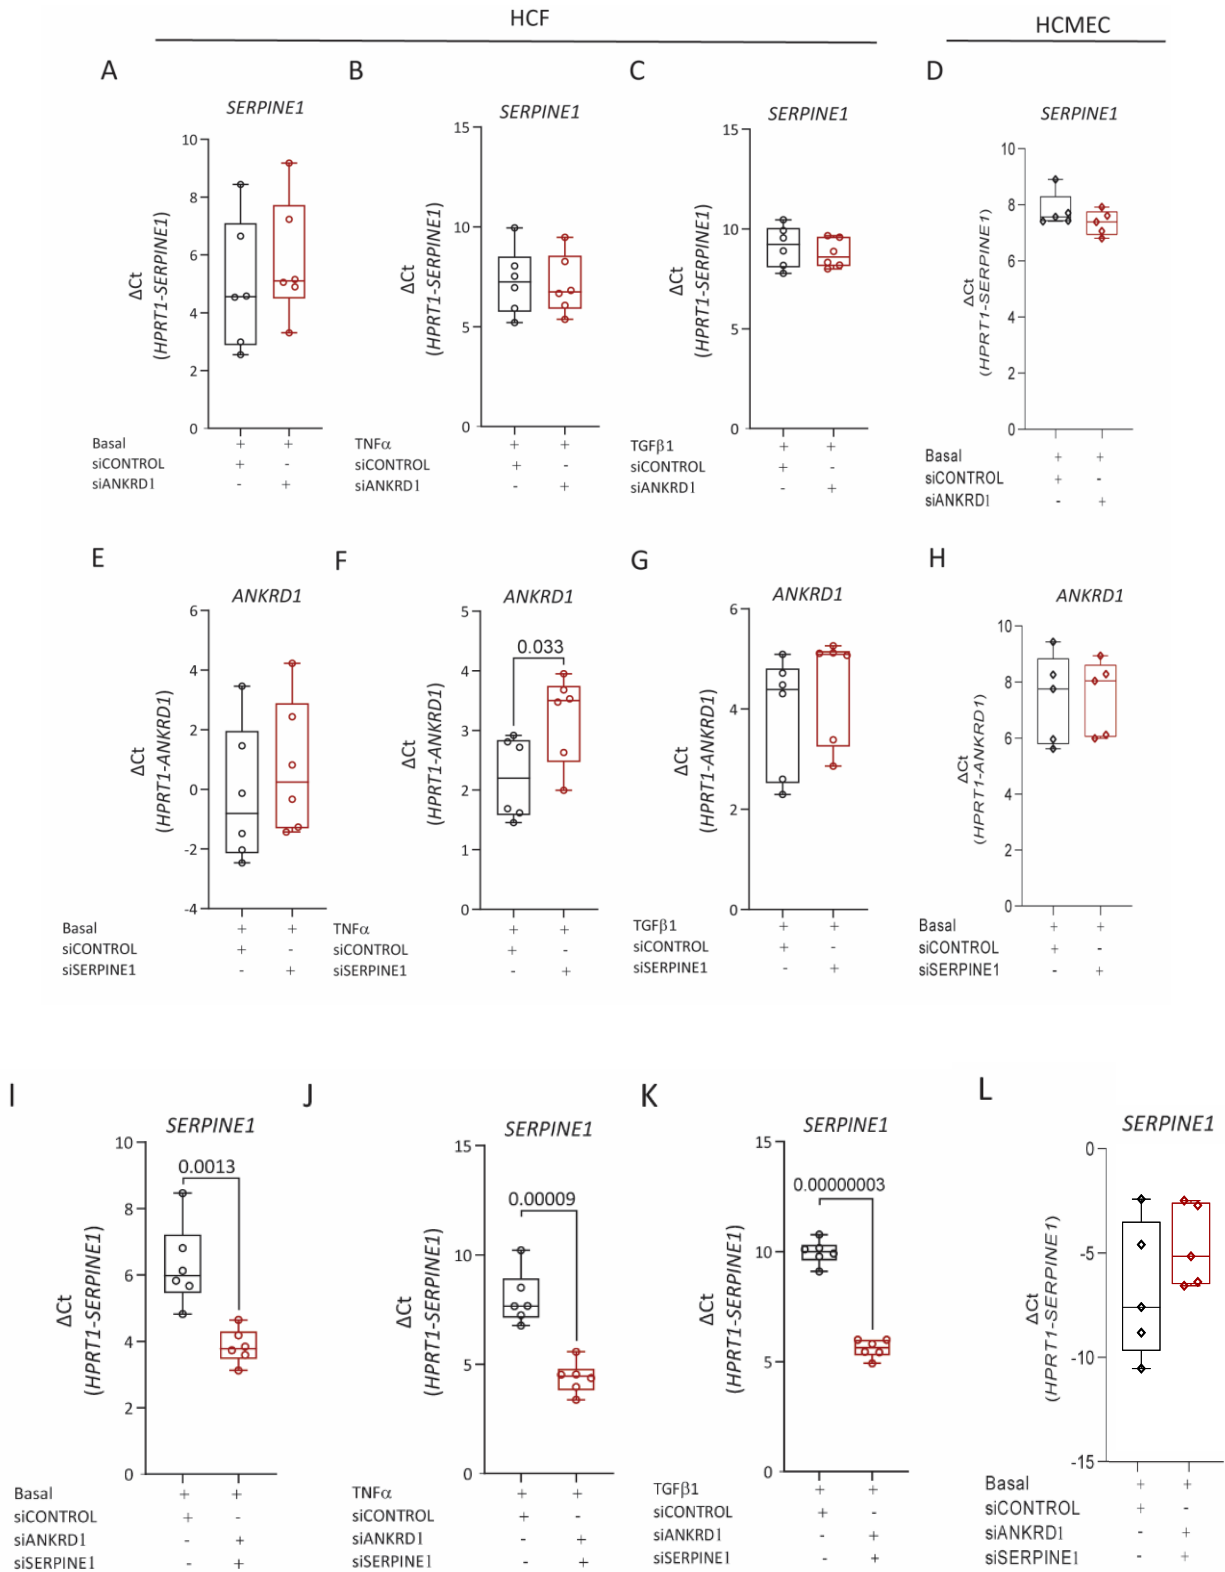 HCF
HCMEC
A
B
C
D
SERPINE1
SERPINE1
SERPINE1
SERPINE1
10
8
6
4
2
0
ΔCt
(HPRT1-SERPINE1)
15
10
5
0
ΔCt
(HPRT1-SERPINE1)
15
10
5
0
ΔCt
(HPRT1-SERPINE1)
10
8
6
4
2
0
ΔCt
(HPRT1-SERPINE1)
Basal + +
siCONTROL + -
siANKRD1 - +
TNFα + +
siCONTROL + -
siANKRD1 - +
TGFβ1 + +
siCONTROL + -
siANKRD1 - +
Basal + +
siCONTROL + -
siANKRD1 - +
E
F
G
H
ANKRD1
ANKRD1
ANKRD1
ANKRD1
6
4
2
0
-2
-4
ΔCt
(HPRT1-ANKRD1)
0.033
5
4
3
2
1
0
ΔCt
(HPRT1-ANKRD1)
6
4
2
0
ΔCt
(HPRT1-ANKRD1)
10
8
6
4
2
0
ΔCt
(HPRT1-ANKRD1)
Basal + +
siCONTROL + -
siSERPINE1 - +
TNFα + +
siCONTROL + -
siSERPINE1 - +
TGFβ1 + +
siCONTROL + -
siSERPINE1 - +
Basal + +
siCONTROL + -
siSERPINE1 - +
I
J
K
L
SERPINE1
SERPINE1
SERPINE1
SERPINE1
0.0013
10
8
6
4
2
0
ΔCt
(HPRT1-SERPINE1)
0.00009
15
10
5
0
ΔCt
(HPRT1-SERPINE1)
0.00000003
15
10
5
0
ΔCt
(HPRT1-SERPINE1)
0
-5
-10
-15
ΔCt
(HPRT1-SERPINE1)
Basal + +
siCONTROL + -
siANKRD1 - +
siSERPINE1 - +
TNFα + +
siCONTROL + -
siANKRD1 - +
siSERPINE1 - +
TGFβ1 + +
siCONTROL + -
siANKRD1 - +
siSERPINE1 - +
Basal + +
siCONTROL + -
siANKRD1 - +
siSERPINE1 - +